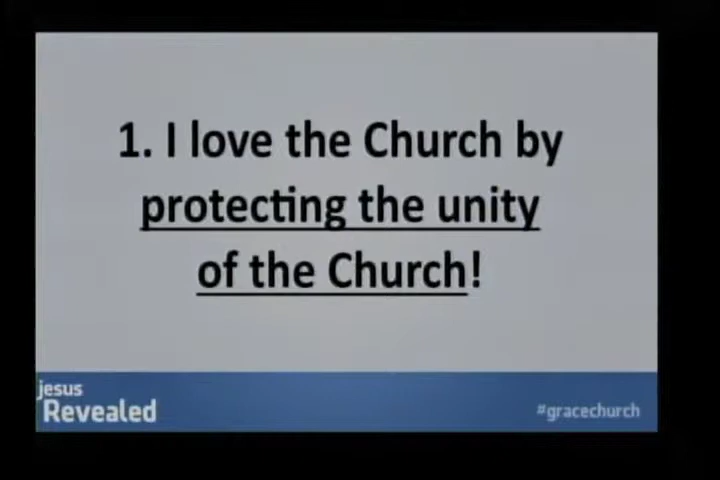 1. I love the Church by
protecting the unity
of the Church!
jesus
Revealed
#gracechurch